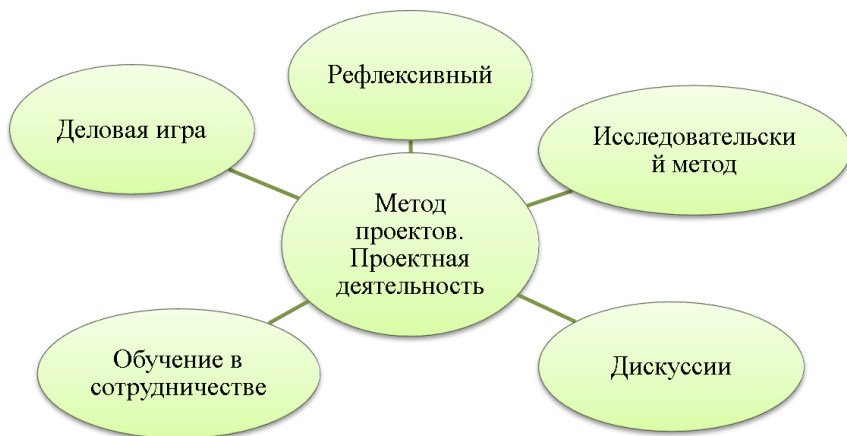 Рефлексивный
Деловая игра
Исследовательски
й метод
Метод
проектов.
Проектная
деятельность
Обучение в
сотрудничестве
Дискуссии